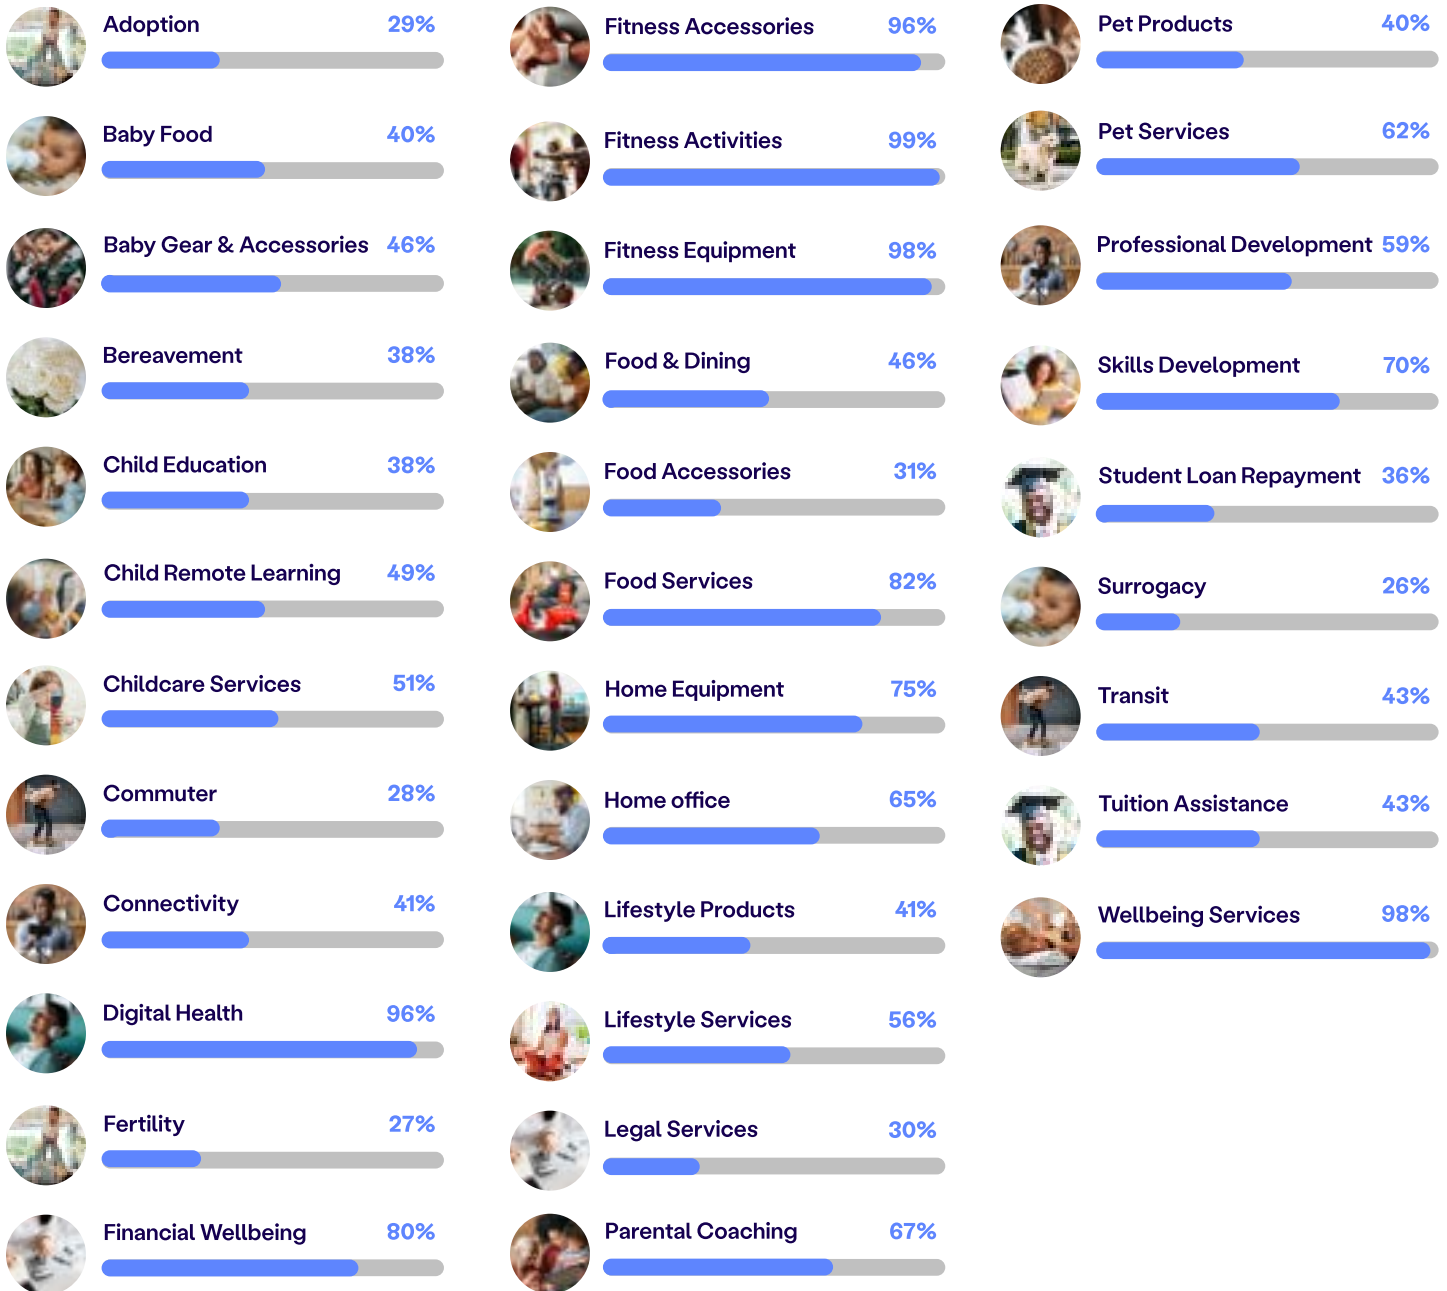 Adoption 29%
Baby Food 40%
Baby Gear & Accessories 46%
Bereavement 38%
Child Education 38%
Child Remote Learning 49%
Childcare Services 51%
Commuter 28%
Connectivity 41%
Digital Health 96%
Fertility 27%
Financial Wellbeing 80%
Fitness Accessories 96%
Fitness Activities 99%
Fitness Equipment 98%
Food & Dining 46%
Food Accessories 31%
Food Services 82%
Home Equipment 75%
Home office 65%
Lifestyle Products 41%
Lifestyle Services 56%
Legal Services 30%
Parental Coaching 67%
Pet Products 40%
Pet Services 62%
Professional Development 59%
Skills Development 70%
Student Loan Repayment 36%
Surrogacy 26%
Transit 43%
Tuition Assistance 43%
Wellbeing Services 98%